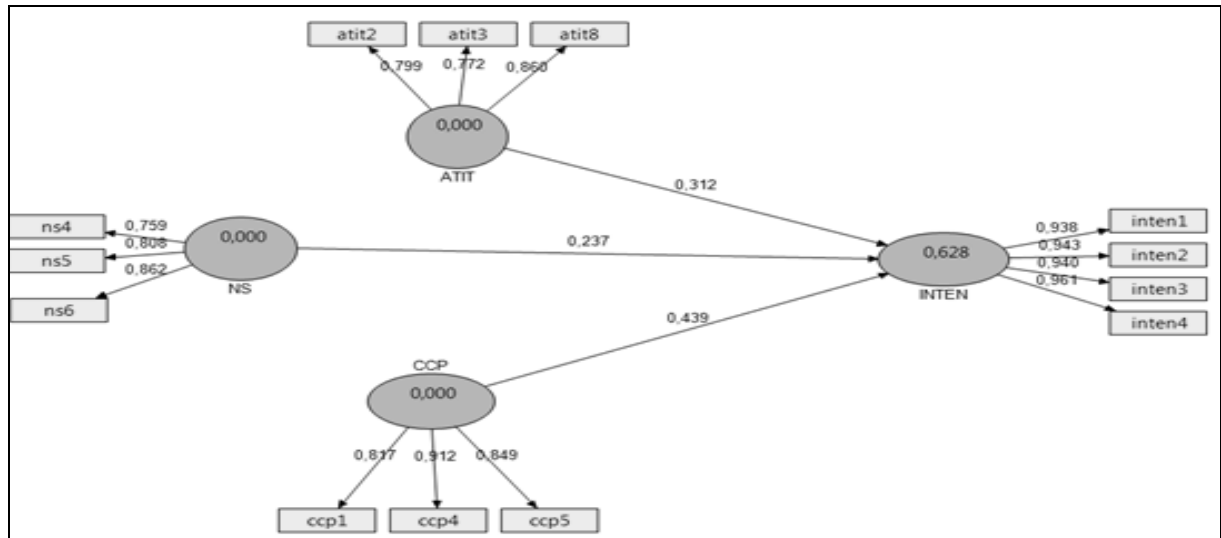 atit2 atit3 atit8
0,799 0,772 0,860
0,000
ATIT
0,312
ns4 0,759
ns5 0,808
ns6 0,862
0,000
NS
0,237
0,628
INTEN
0,938 inten1
0,943 inten2
0,940 inten3
0,961 inten4
0,439
CCP
0,000
0,817 0,912 0,849
ccp1 ccp4 ccp5